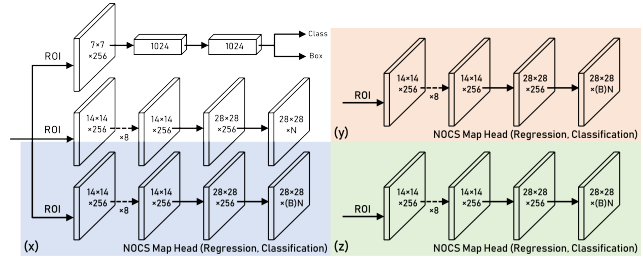 ROI
7×7
×256
1024
1024
Class
Box
ROI
14×14
×256
×8
14×14
×256
28×28
×256
28×28
×N
ROI
14×14
×256
×8
14×14
×256
28×28
×256
28×28
×(B)N
(x)
NOCS Map Head (Regression, Classification)
ROI
14×14
×256
×8
14×14
×256
28×28
×256
28×28
×(B)N
(y)
NOCS Map Head (Regression, Classification)
ROI
14×14
×256
×8
14×14
×256
28×28
×256
28×28
×(B)N
(z)
NOCS Map Head (Regression, Classification)